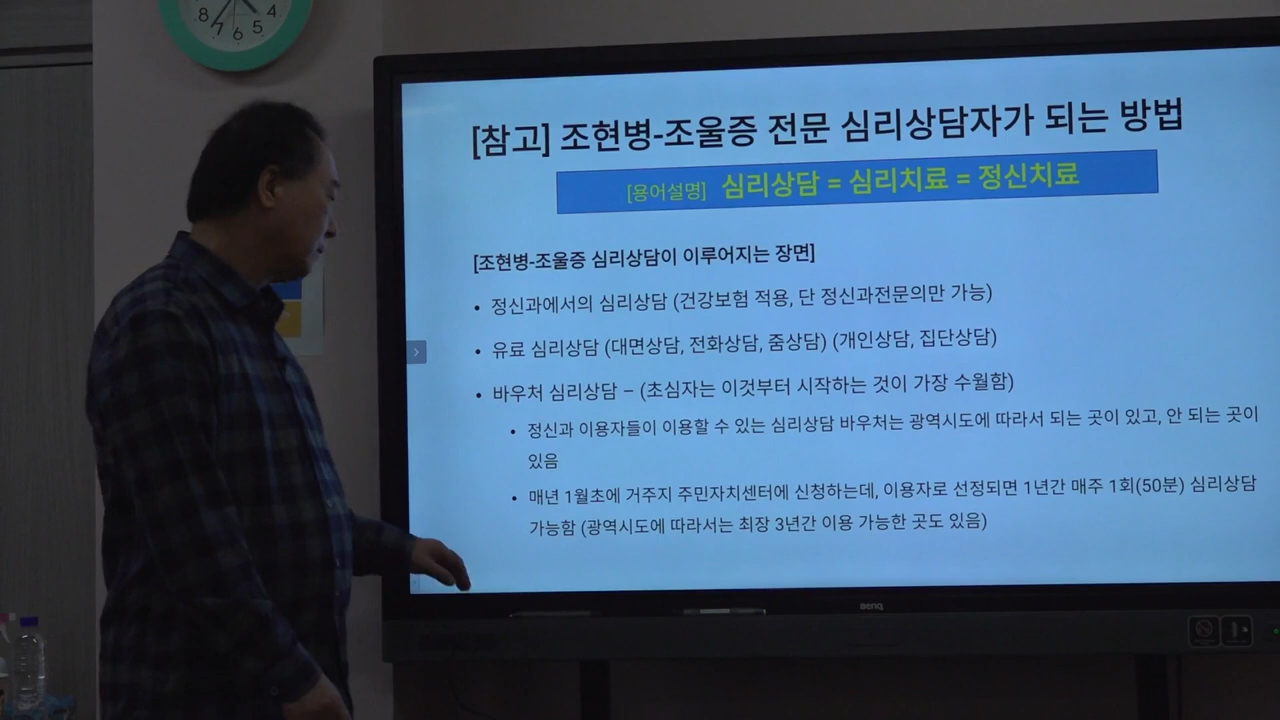 8 7 6 5 4
[참고] 조현병-조울증 전문 심리상담자가 되는 방법
[용어설명] 심리상담 = 심리치료 = 정신치료
[조현병-조울증 심리상담이 이루어지는 장면]
• 정신과에서의 심리상담 (건강보험 적용, 단 정신과전문의만 가능)
• 유료 심리상담 (대면상담, 전화상담, 줌상담) (개인상담, 집단상담)
• 바우처 심리상담 – (초심자는 이것부터 시작하는 것이 가장 수월함)
• 정신과 이용자들이 이용할 수 있는 심리상담 바우처는 광역시도에 따라서 되는 곳이 있고, 안 되는 곳이
있음
• 매년 1월초에 거주지 주민자치센터에 신청하는데, 이용자로 선정되면 1년간 매주 1회(50분) 심리상담
가능함 (광역시도에 따라서는 최장 3년간 이용 가능한 곳도 있음)
BenQ